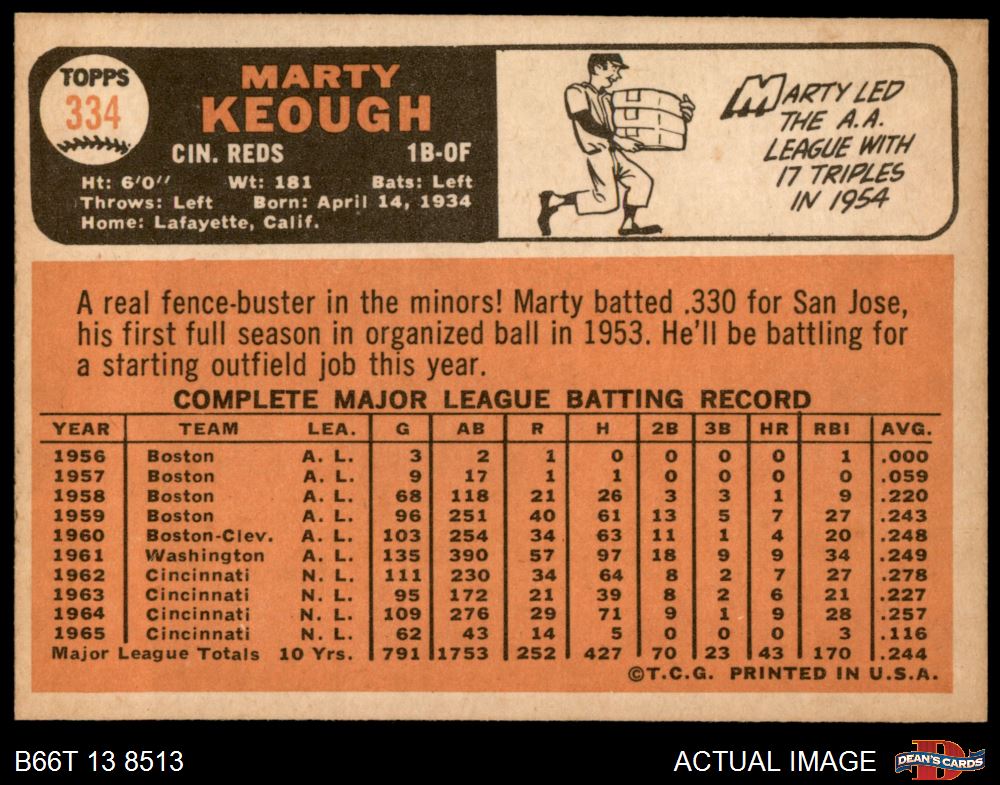 TOPPS
334
MARTY
KEOUGH
CIN. REDS 1B-OF
Ht: 6'0" Wt: 181 Bats: Left
Throws: Left Born: April 14, 1934
Home: Lafayette, Calif.
MARTY LED
THE A.A.
LEAGUE WITH
17 TRIPLES
IN 1954
A real fence-buster in the minors! Marty batted .330 for San Jose,
his first full season in organized ball in 1953. He'll be battling for
a starting outfield job this year.
COMPLETE MAJOR LEAGUE BATTING RECORD
YEAR TEAM LEA. G AB R H 2B 3B HR RBI AVG.
1956 Boston A. L. 3 2 1 0 0 0 0 1 .000
1957 Boston A. L. 9 17 1 1 0 0 0 0 .059
1958 Boston A. L. 68 118 21 26 3 3 1 9 .220
1959 Boston A. L. 96 251 40 61 13 5 7 27 .243
1960 Boston-Clev. A. L. 103 254 34 63 11 1 4 20 .248
1961 Washington A. L. 135 390 57 97 18 9 9 34 .249
1962 Cincinnati N. L. 111 230 34 64 8 2 7 27 .278
1963 Cincinnati N. L. 95 172 21 39 8 2 6 21 .227
1964 Cincinnati N. L. 109 276 29 71 9 1 9 28 .257
1965 Cincinnati N. L. 62 43 14 5 0 0 0 3 .116
Major League Totals 10 Yrs. 791 1753 252 427 70 23 43 170 .244
©T.C.G. PRINTED IN U.S.A.
B66T 13 8513 ACTUAL IMAGE
DEAN'S CARDS